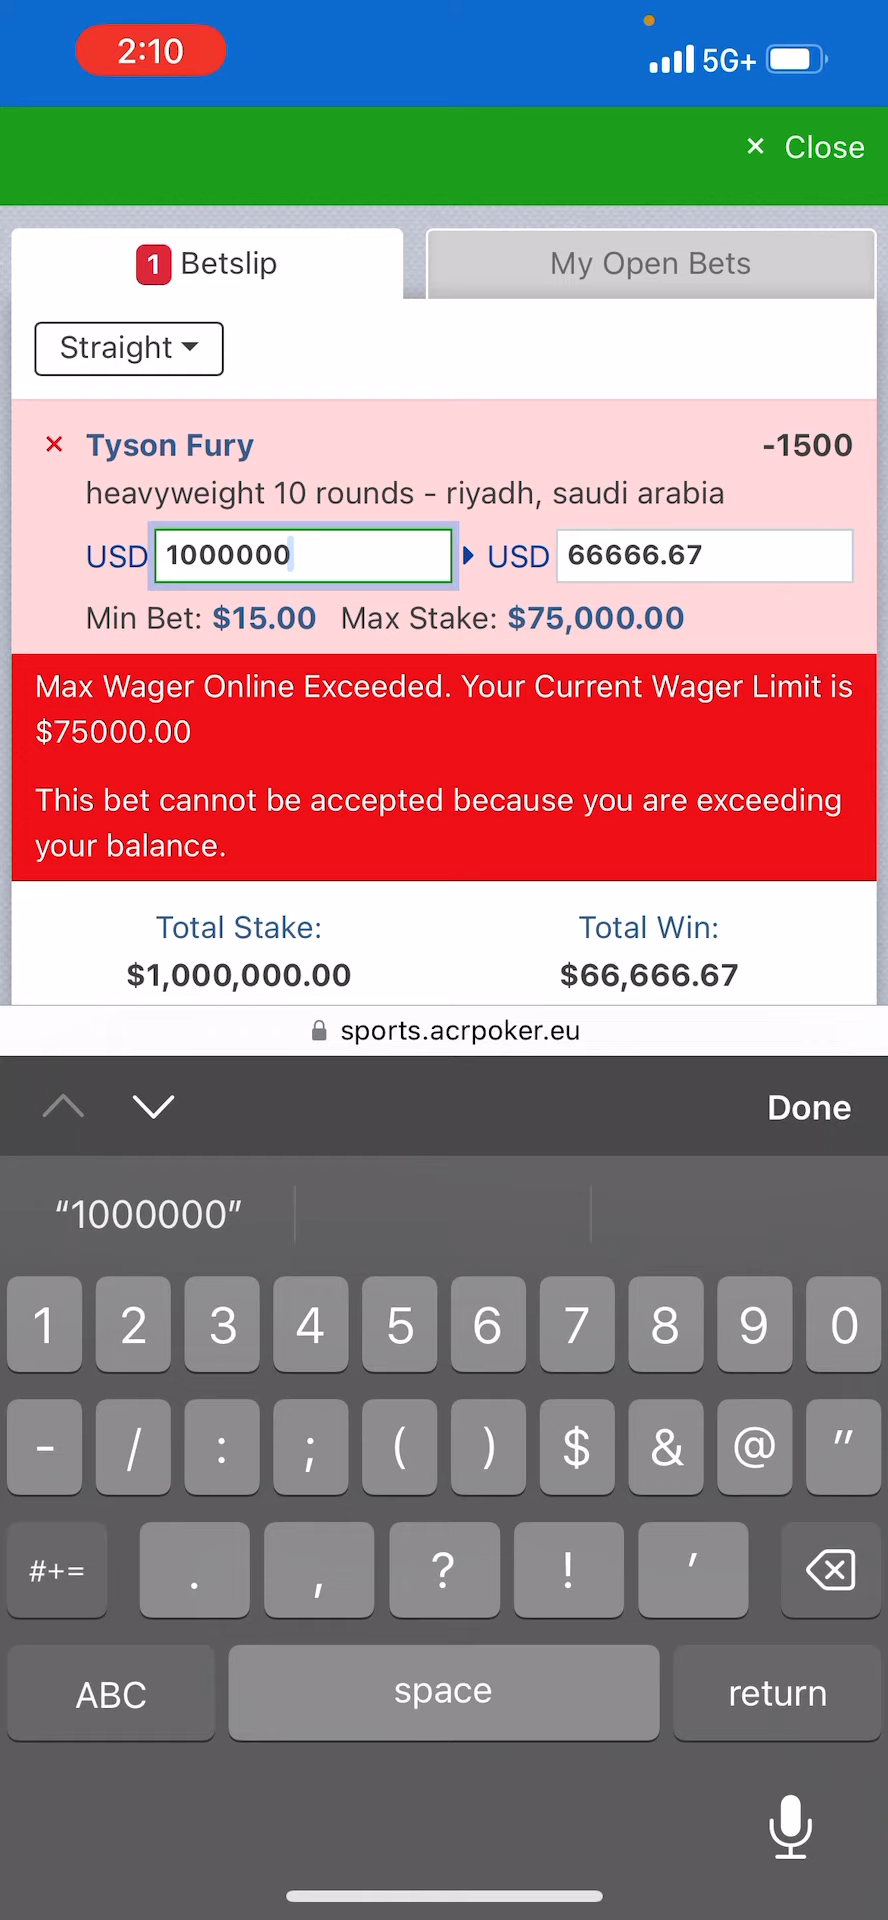 2:10
5G+
× Close
1 Betslip
My Open Bets
Straight
× Tyson Fury -1500
heavyweight 10 rounds - riyadh, saudi arabia
USD 1000000 USD 66666.67
Min Bet: $15.00 Max Stake: $75,000.00
Max Wager Online Exceeded. Your Current Wager Limit is
$75000.00
This bet cannot be accepted because you are exceeding
your balance.
Total Stake: Total Win:
$1,000,000.00 $66,666.67
sports.acrpoker.eu
Done
“1000000”
1 2 3 4 5 6 7 8 9 0
- / : ; ( ) $ & @ "
#+= . , ? ! '
ABC space return